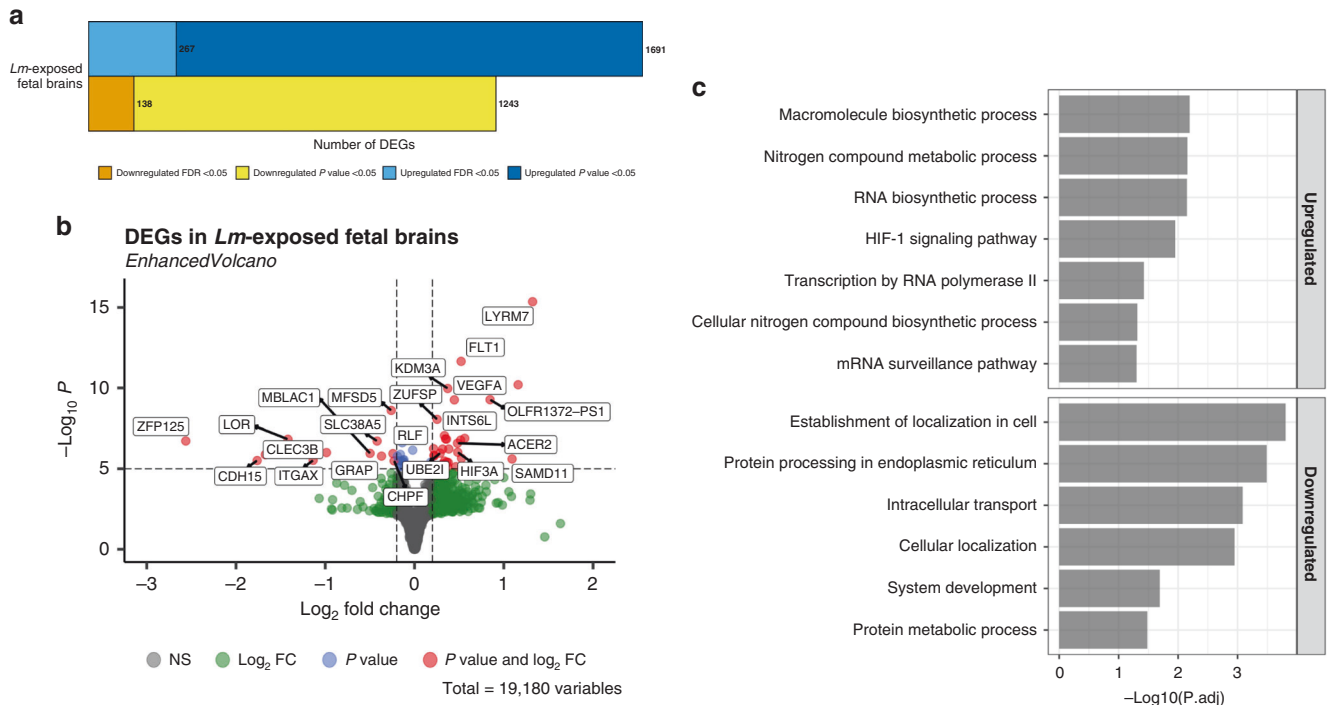 a
267
1691
Lm-exposed
fetal brains
138
1243
Number of DEGs
Downregulated FDR <0.05 Downregulated P value <0.05 Upregulated FDR <0.05 Upregulated P value <0.05
b
DEGs in Lm-exposed fetal brains
EnhancedVolcano
–Log10 P
15
10
5
0
LYRM7
FLT1
KDM3A
VEGFA
MBLAC1
MFSD5
ZUFSP
OLFR1372–PS1
ZFP125
LOR
SLC38A5
INTS6L
CLEC3B
RLF
ACER2
CDH15
ITGAX
GRAP
UBE2I
HIF3A
SAMD11
CHPF
–3
–2
–1
0
1
2
Log2 fold change
NS Log2 FC P value P value and log2 FC
Total = 19,180 variables
c
Macromolecule biosynthetic process
Nitrogen compound metabolic process
RNA biosynthetic process
HIF-1 signaling pathway
Transcription by RNA polymerase II
Cellular nitrogen compound biosynthetic process
mRNA surveillance pathway
Upregulated
Establishment of localization in cell
Protein processing in endoplasmic reticulum
Intracellular transport
Cellular localization
System development
Protein metabolic process
Downregulated
0
1
2
3
–Log10(P.adj)